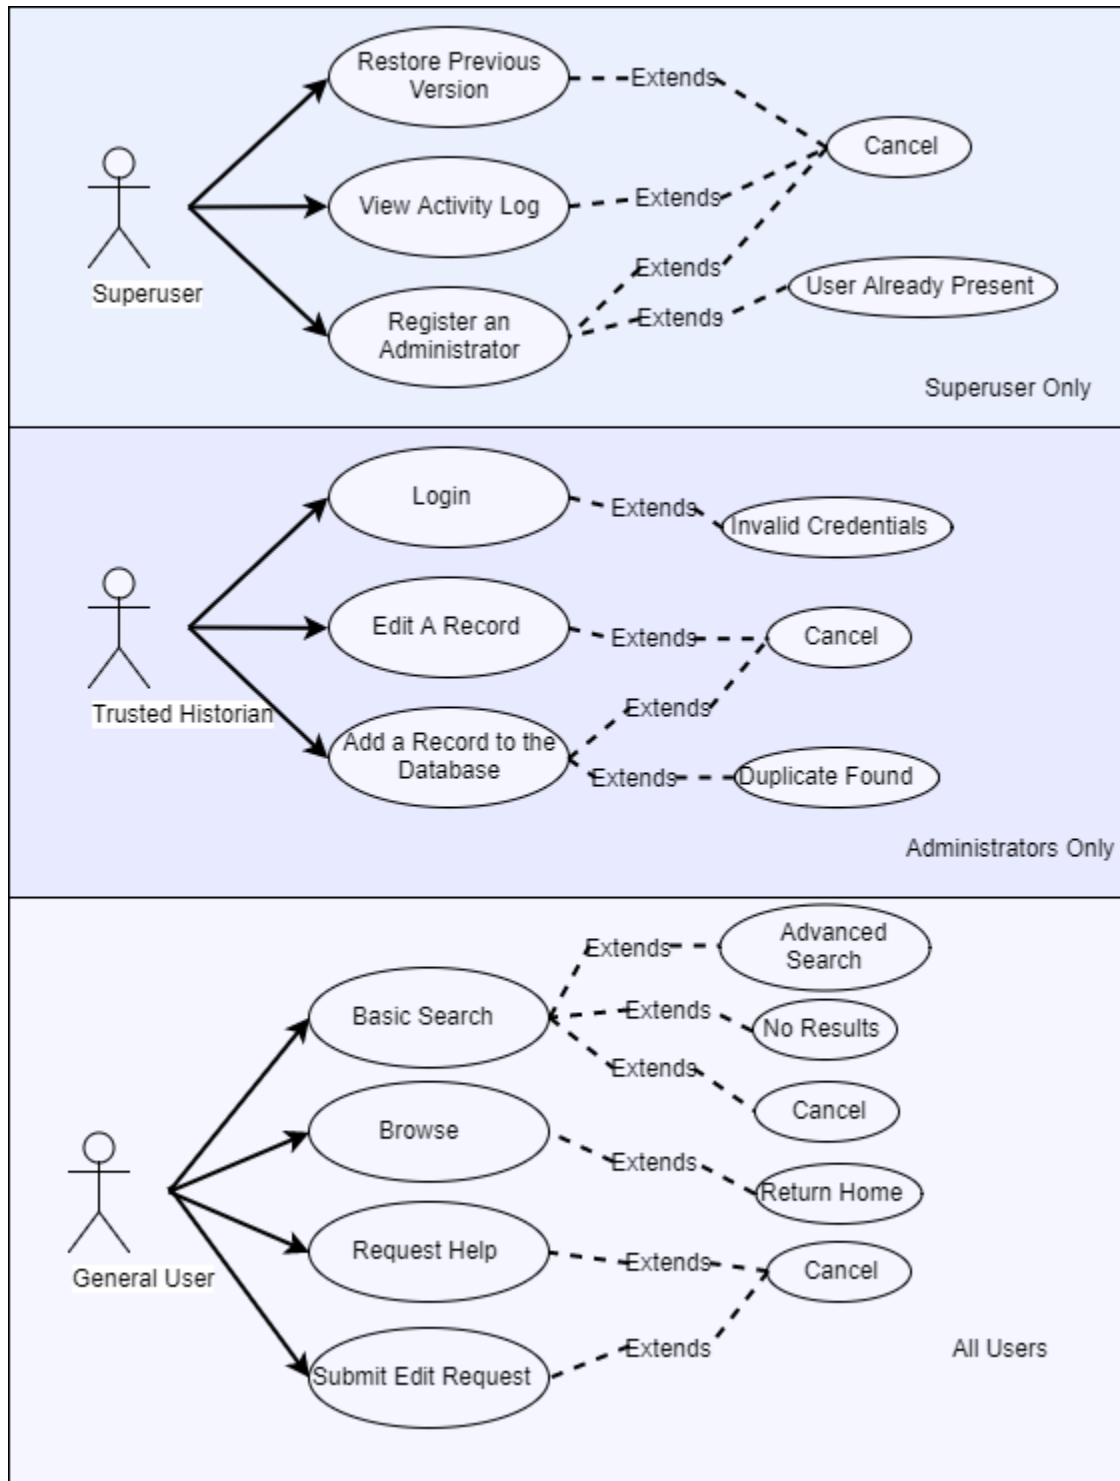 Restore Previous
Version
Extends
Cancel
View Activity Log
Extends
Superuser
Extends
User Already Present
Register an
Administrator
Extends
Superuser Only
Login
Extends
Invalid Credentials
Edit A Record
Extends
Cancel
Trusted Historian
Extends
Add a Record to the
Database
Extends
Duplicate Found
Administrators Only
Extends
Advanced
Search
Basic Search
Extends
No Results
Extends
Cancel
Browse
Extends
Return Home
Request Help
Extends
Cancel
General User
Extends
All Users
Submit Edit Request